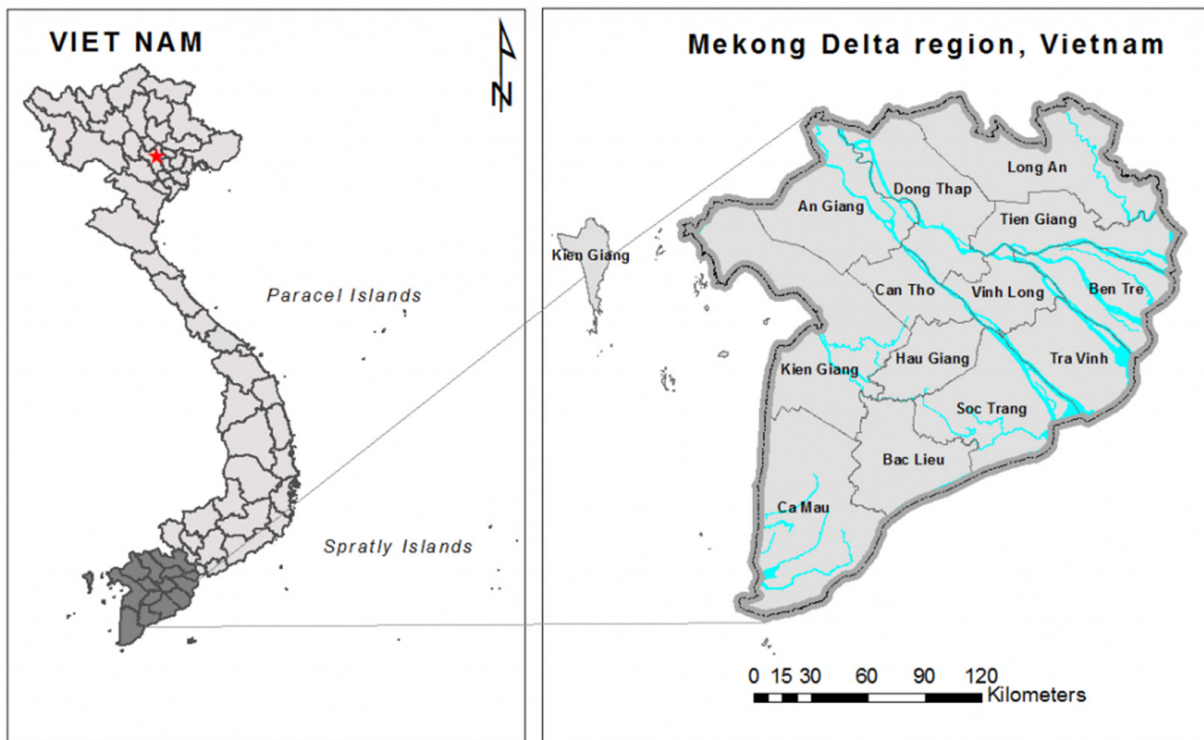 VIET NAM
N
Paracel Islands
Spratly Islands
Mekong Delta region, Vietnam
Long An
Dong Thap
An Giang
Tien Giang
Kien Giang
Can Tho
Vinh Long
Ben Tre
Hau Giang
Tra Vinh
Kien Giang
Soc Trang
Bac Lieu
Ca Mau
0 15 30 60 90 120
Kilometers